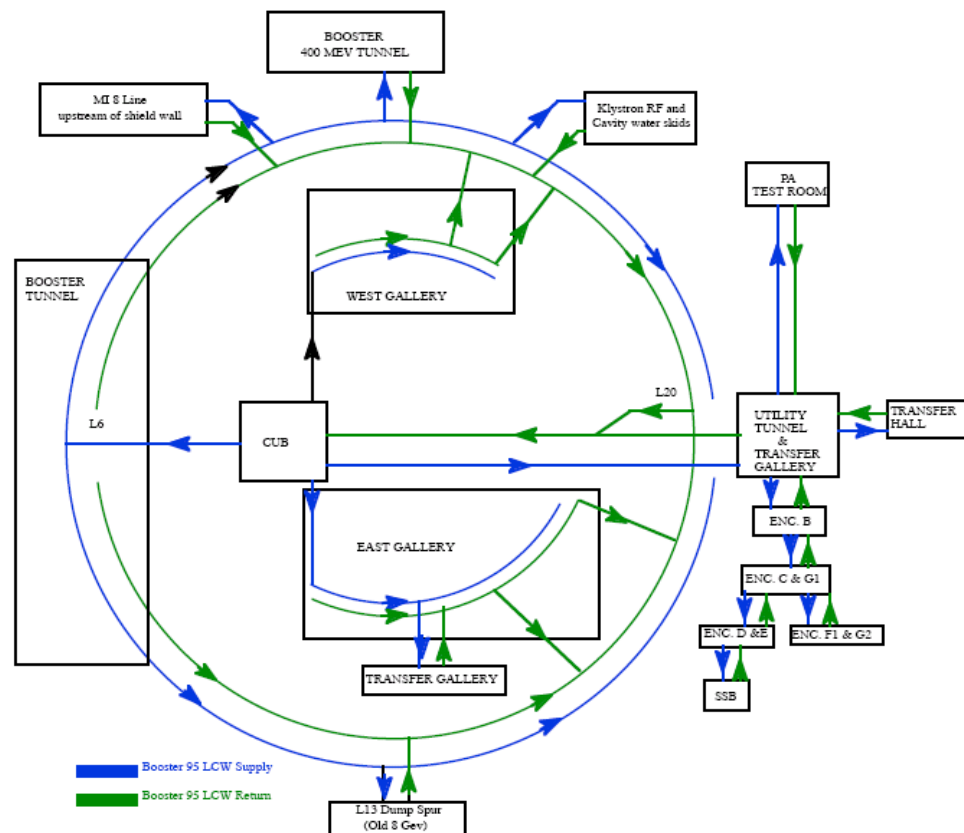 BOOSTER
400 MEV TUNNEL
MI 8 Line
upstream of shield wall
Klystron RF and
Cavity water skids
PA
TEST ROOM
BOOSTER
TUNNEL
WEST GALLERY
L20
L6
CUB
UTILITY
TUNNEL
&
TRANSFER
GALLERY
TRANSFER
HALL
ENC. B
EAST GALLERY
ENC. C & G1
ENC. D &E
ENC. F1 & G2
TRANSFER GALLERY
SSB
Booster 95 LCW Supply
Booster 95 LCW Return
L13 Dump Spur
(Old 8 Gev)